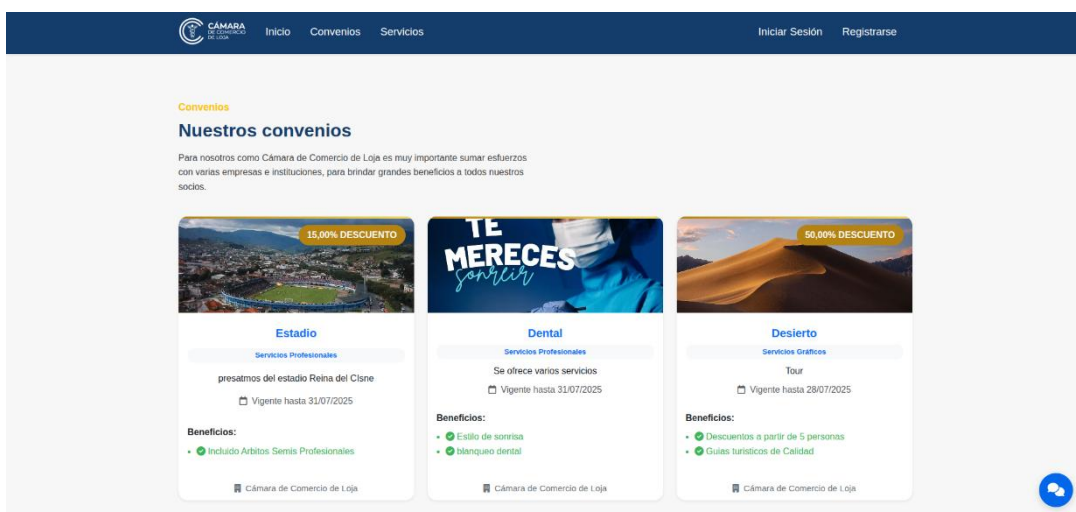 CÁMARA
DE COMERCIO
DE LOJA
Inicio Convenios Servicios Iniciar Sesión Registrarse
Convenios
Nuestros convenios
Para nosotros como Cámara de Comercio de Loja es muy importante sumar esfuerzos
con varias empresas e instituciones, para brindar grandes beneficios a todos nuestros
socios.
15,00% DESCUENTO
Estadio
Servicios Profesionales
presatmos del estadio Reina del CIsne
Vigente hasta 31/07/2025
Beneficios:
• Incluido Arbitos Semis Profesionales
Cámara de Comercio de Loja
TE
MERECES
sonreir
Dental
Servicios Profesionales
Se ofrece varios servicios
Vigente hasta 31/07/2025
Beneficios:
• Estilo de sonrisa
• blanqueo dental
Cámara de Comercio de Loja
50,00% DESCUENTO
Desierto
Servicios Gráficos
Tour
Vigente hasta 28/07/2025
Beneficios:
• Descuentos a partir de 5 personas
• Guias turisticos de Calidad
Cámara de Comercio de Loja